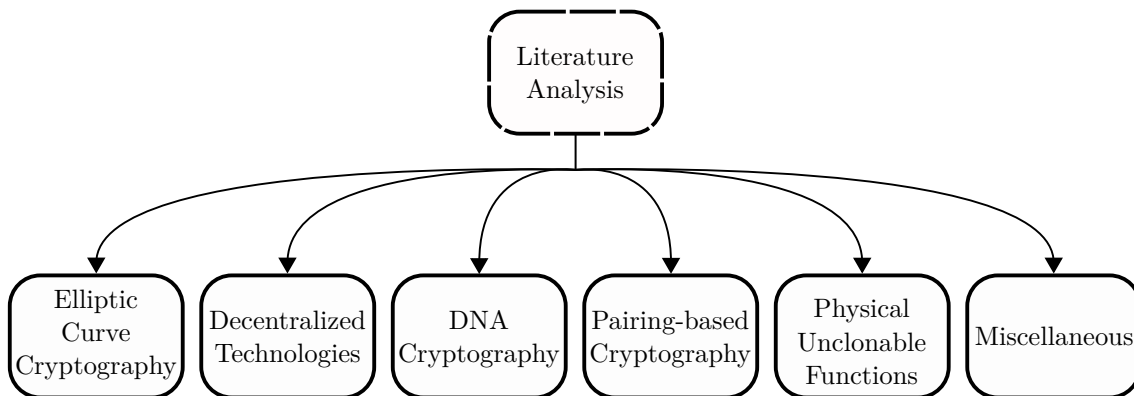 Literature
Analysis
Elliptic
Curve
Cryptography
Decentralized
Technologies
DNA
Cryptography
Pairing-based
Cryptography
Physical
Unclonable
Functions
Miscellaneous